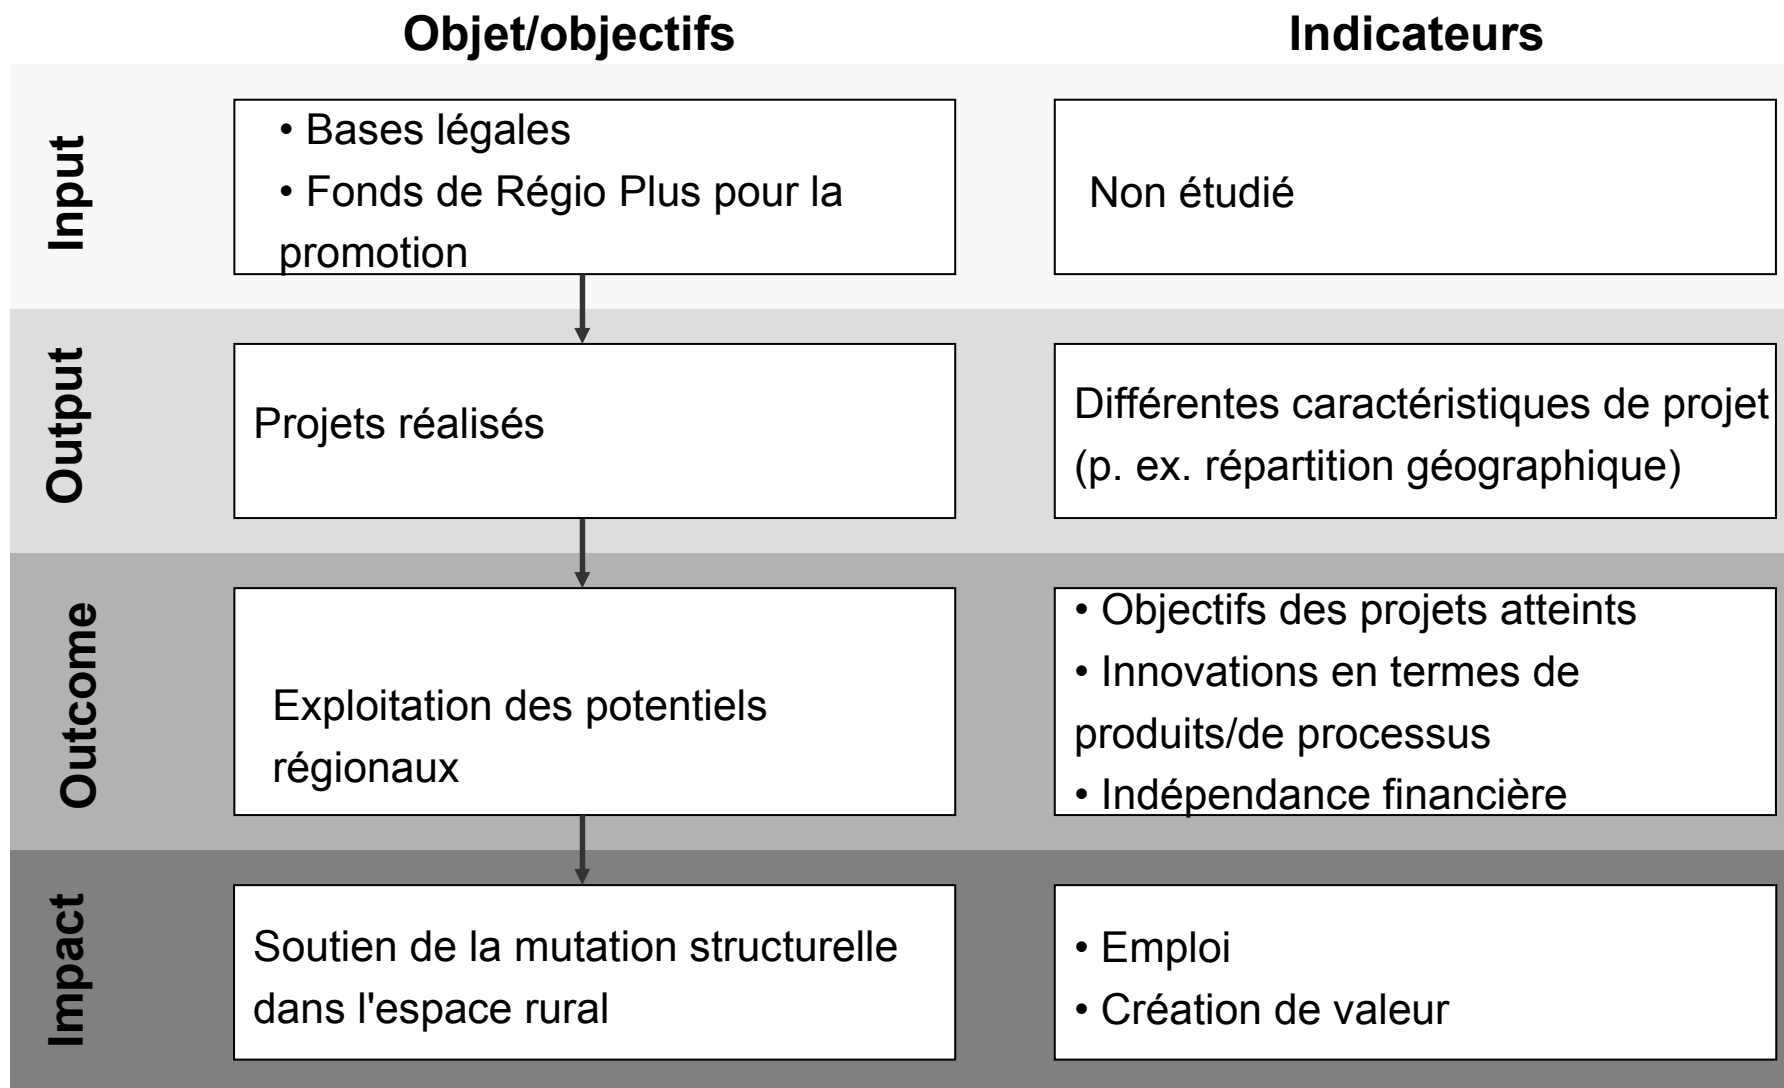 Objet/objectifs
Indicateurs
Input
• Bases légales
• Fonds de Régio Plus pour la
promotion
Non étudié
Output
Projets réalisés
Différentes caractéristiques de projet
(p. ex. répartition géographique)
Outcome
Exploitation des potentiels
régionaux
• Objectifs des projets atteints
• Innovations en termes de
produits/de processus
• Indépendance financière
Impact
Soutien de la mutation structurelle
dans l'espace rural
• Emploi
• Création de valeur